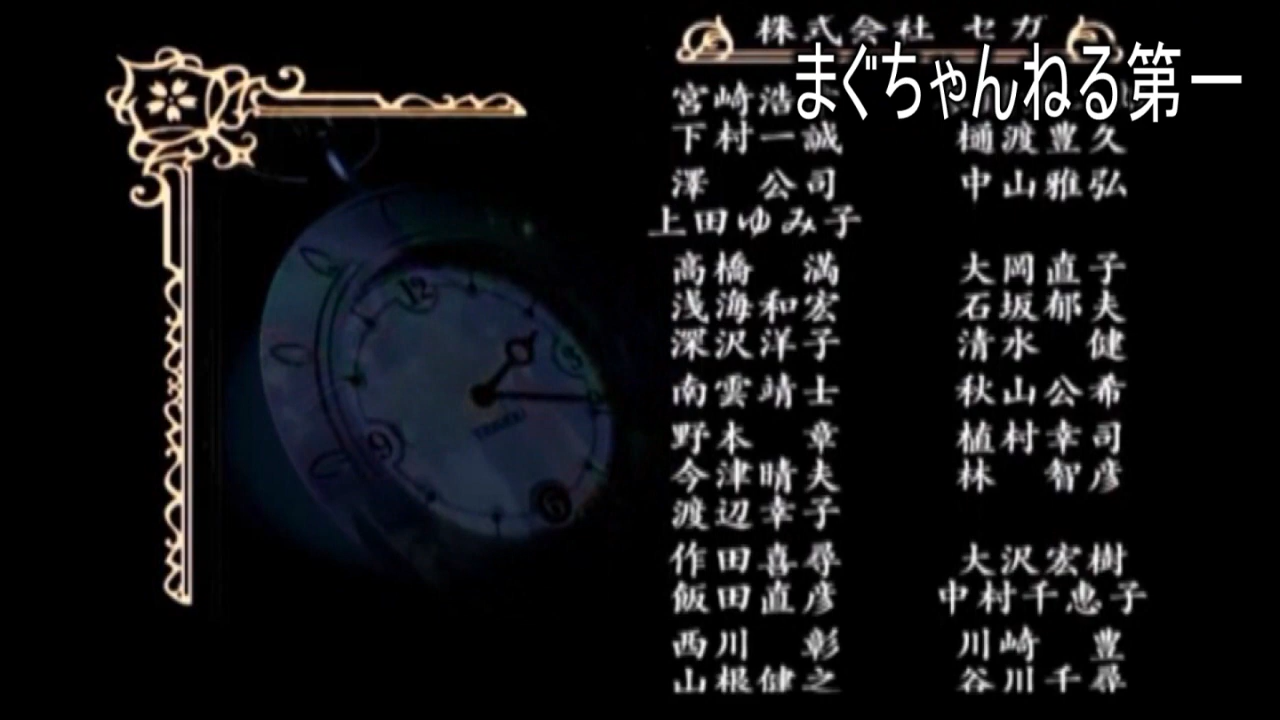 株式会社 セガ
まぐちゃんねる第一
宮崎浩
下村一誠 樋渡豊久
澤 公司 中山雅弘
上田ゆみ子
高橋 満 大岡直子
浅海和宏 石坂郁夫
深沢洋子 清水 健
南雲靖士 秋山公希
野本 章 植村幸司
今津晴夫 林 智彦
渡辺幸子
作田喜尋 大沢宏樹
飯田直彦 中村千恵子
西川 彰 川崎 豊
山根健之 谷川千尋
12
3
9
6